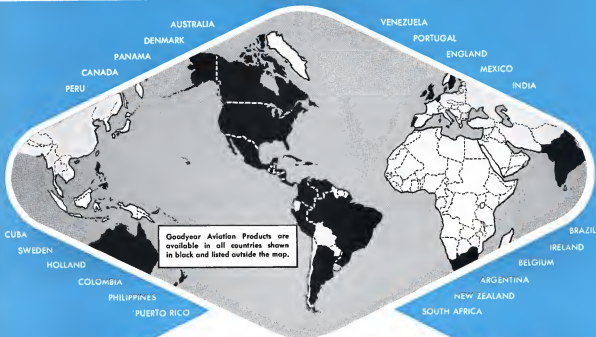 AUSTRALIA
DENMARK
PANAMA
CANADA
PERU
VENEZUELA
PORTUGAL
ENGLAND
MEXICO
INDIA
Goodyear Aviation Products are
available in all countries shown
in black and listed outside the map.
CUBA
SWEDEN
HOLLAND
COLOMBIA
PHILIPPINES
PUERTO RICO
BRAZIL
IRELAND
BELGIUM
ARGENTINA
NEW ZEALAND
SOUTH AFRICA